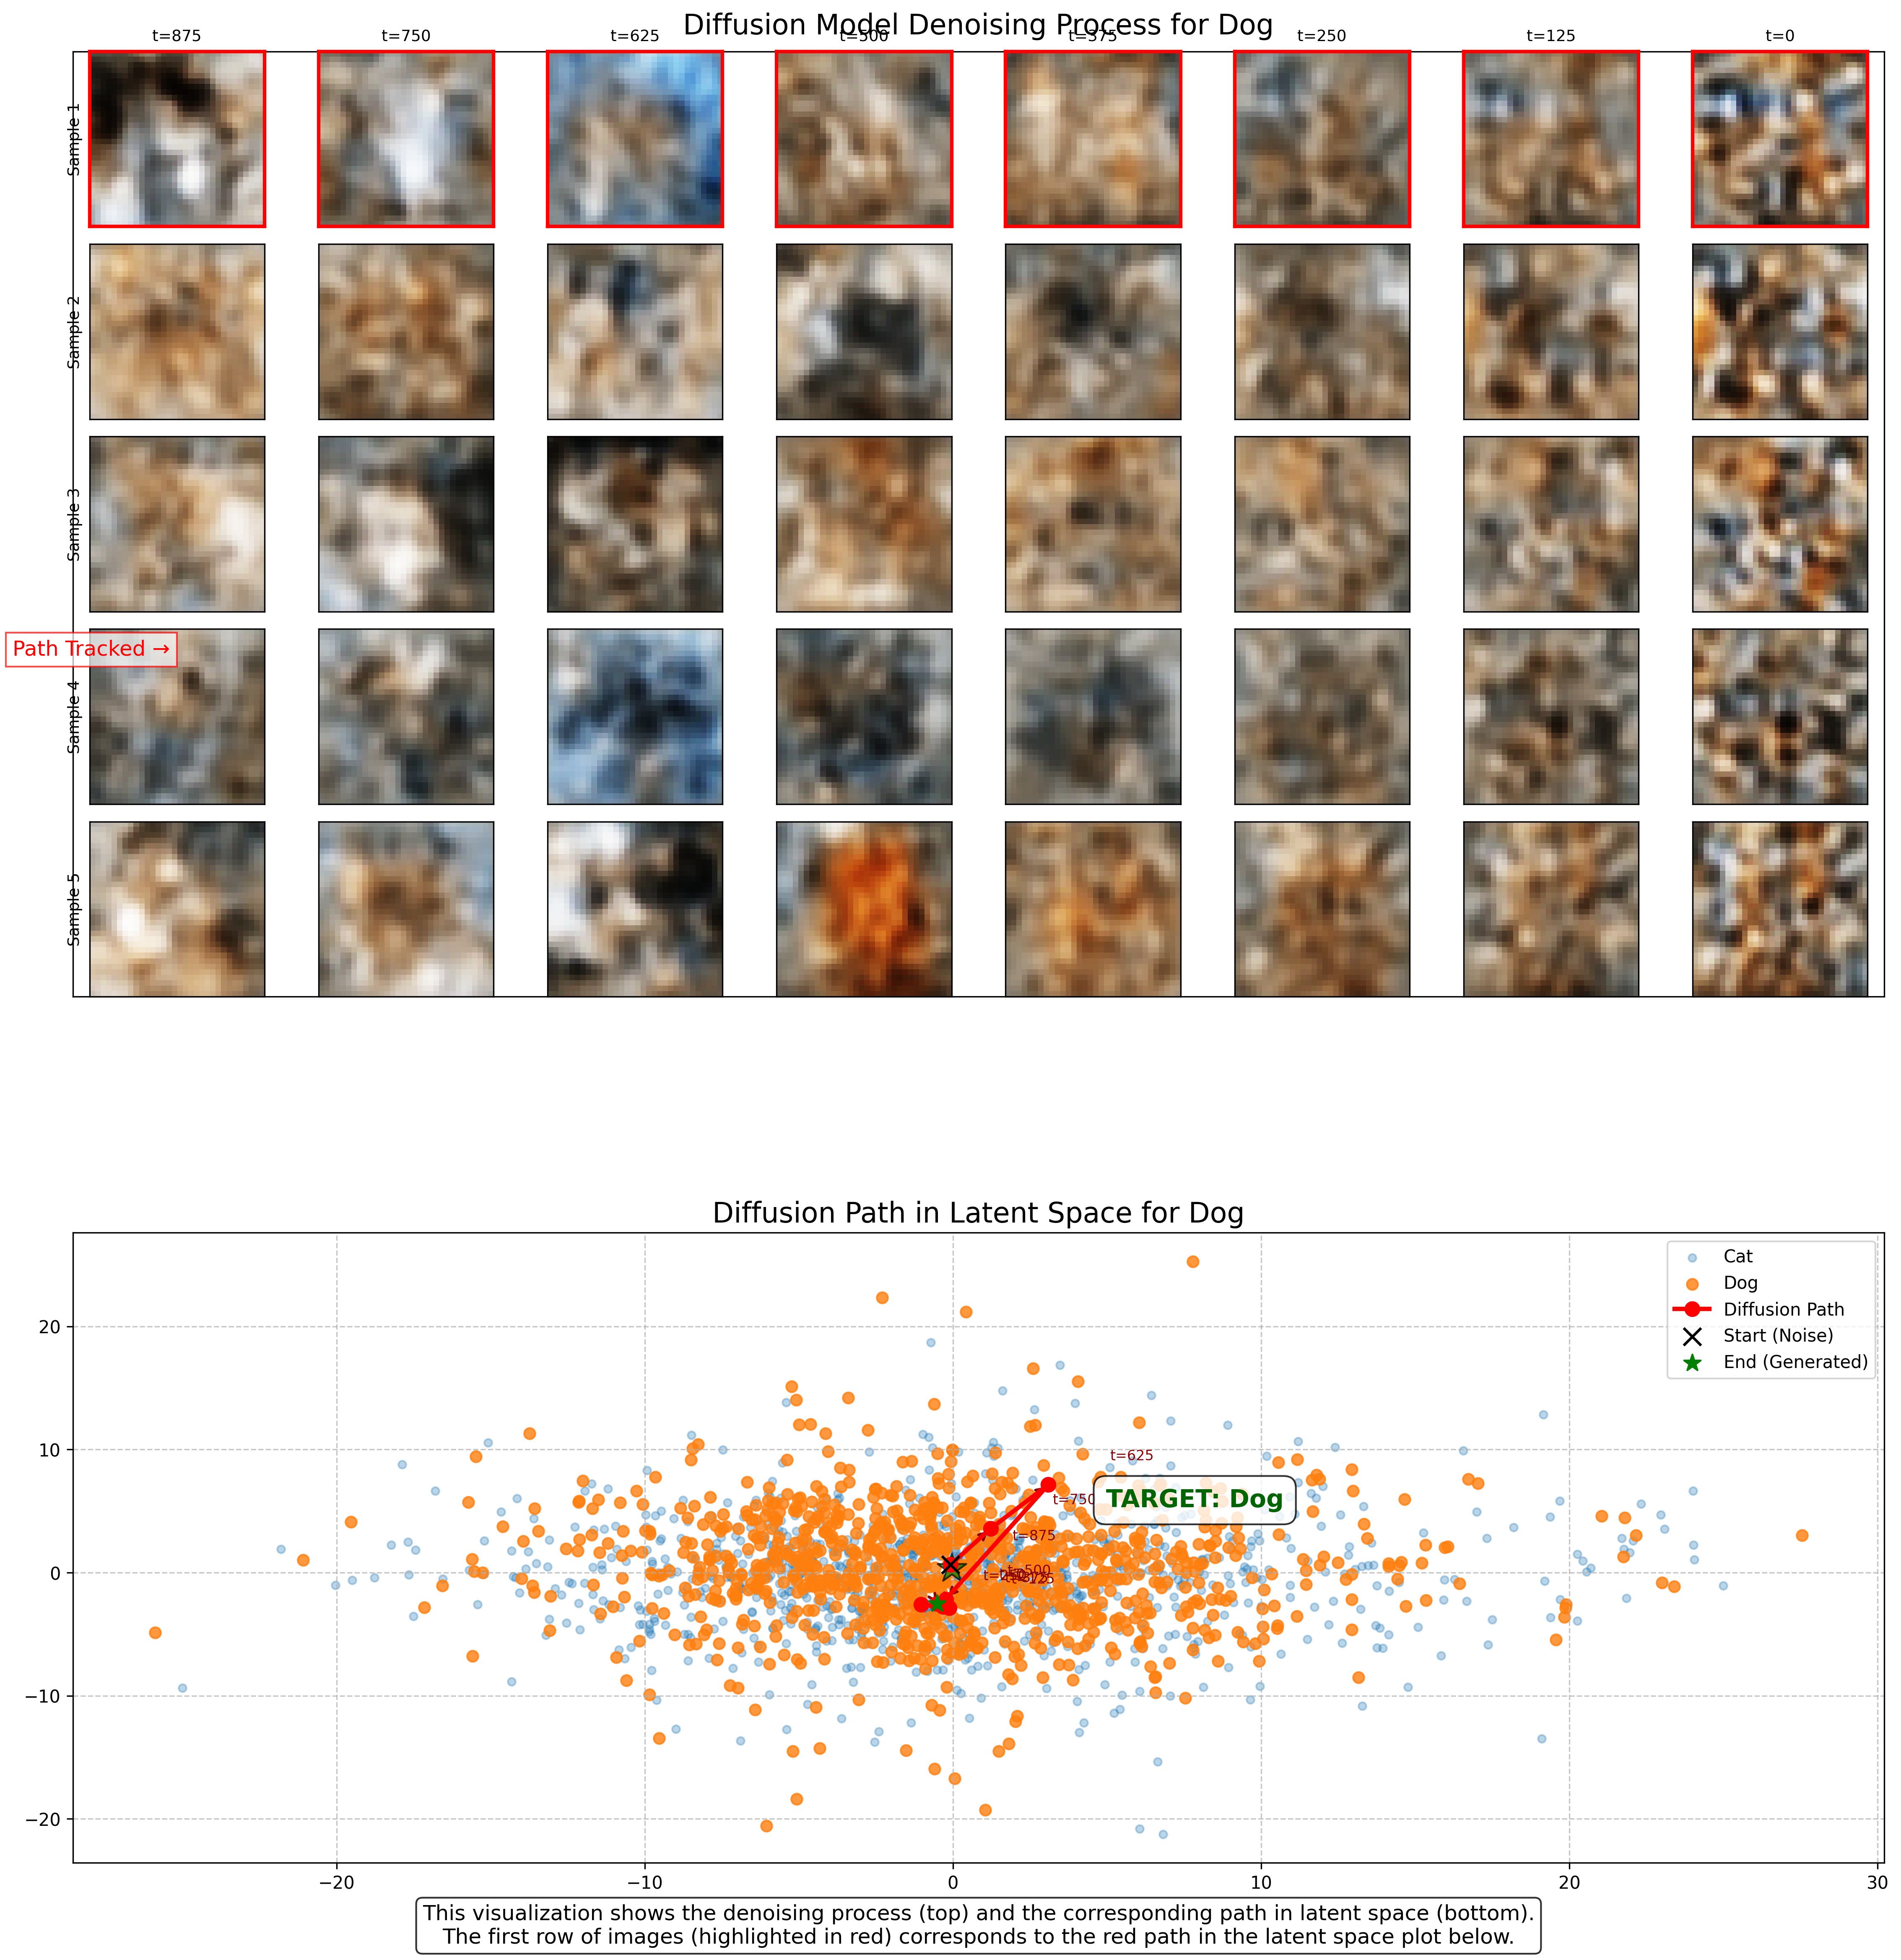 Diffusion Model Denoising Process for Dog
t=875
t=750
t=625
t=500
t=375
t=250
t=125
t=0
Sample 1
Sample 2
Sample 3
Path Tracked →
Sample 4
Sample 5
Diffusion Path in Latent Space for Dog
Cat
Dog
Diffusion Path
Start (Noise)
End (Generated)
20
10
0
−10
−20
t=625
t=750
TARGET: Dog
t=875
t=500
t=125
−20
−10
0
10
20
30
This visualization shows the denoising process (top) and the corresponding path in latent space (bottom).
The first row of images (highlighted in red) corresponds to the red path in the latent space plot below.